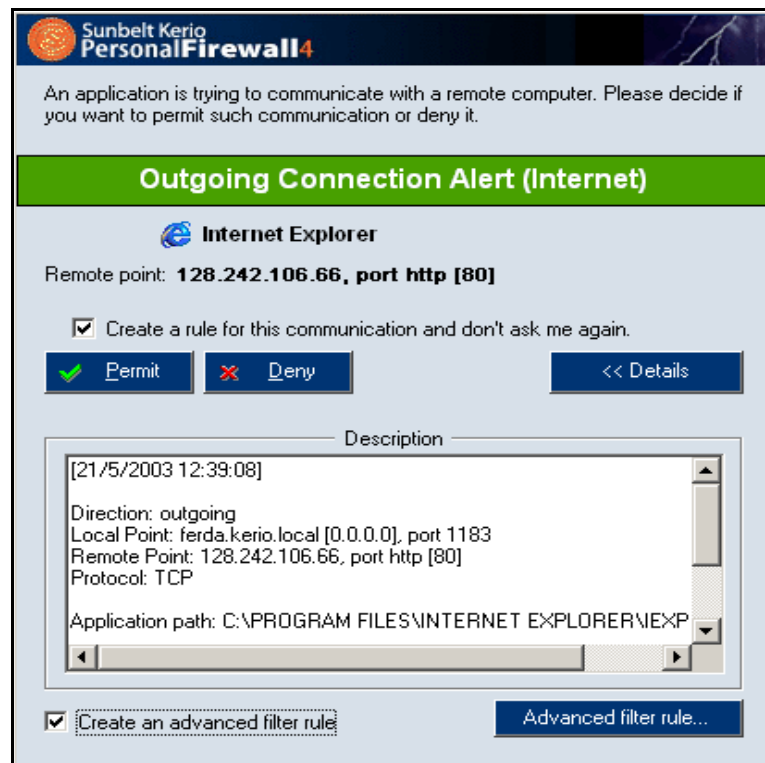 Sunbelt Kerio
PersonalFirewall4
An application is trying to communicate with a remote computer. Please decide if
you want to permit such communication or deny it.
Outgoing Connection Alert (Internet)
Internet Explorer
Remote point: 128.242.106.66, port http [80]
Create a rule for this communication and don't ask me again.
Permit
Deny
<< Details
Description
[21/5/2003 12:39:08]
Direction: outgoing
Local Point: ferda.kerio.local [0.0.0.0], port 1183
Remote Point: 128.242.106.66, port http [80]
Protocol: TCP
Application path: C:\PROGRAM FILES\INTERNET EXPLORER\IEXP
Create an advanced filter rule
Advanced filter rule...